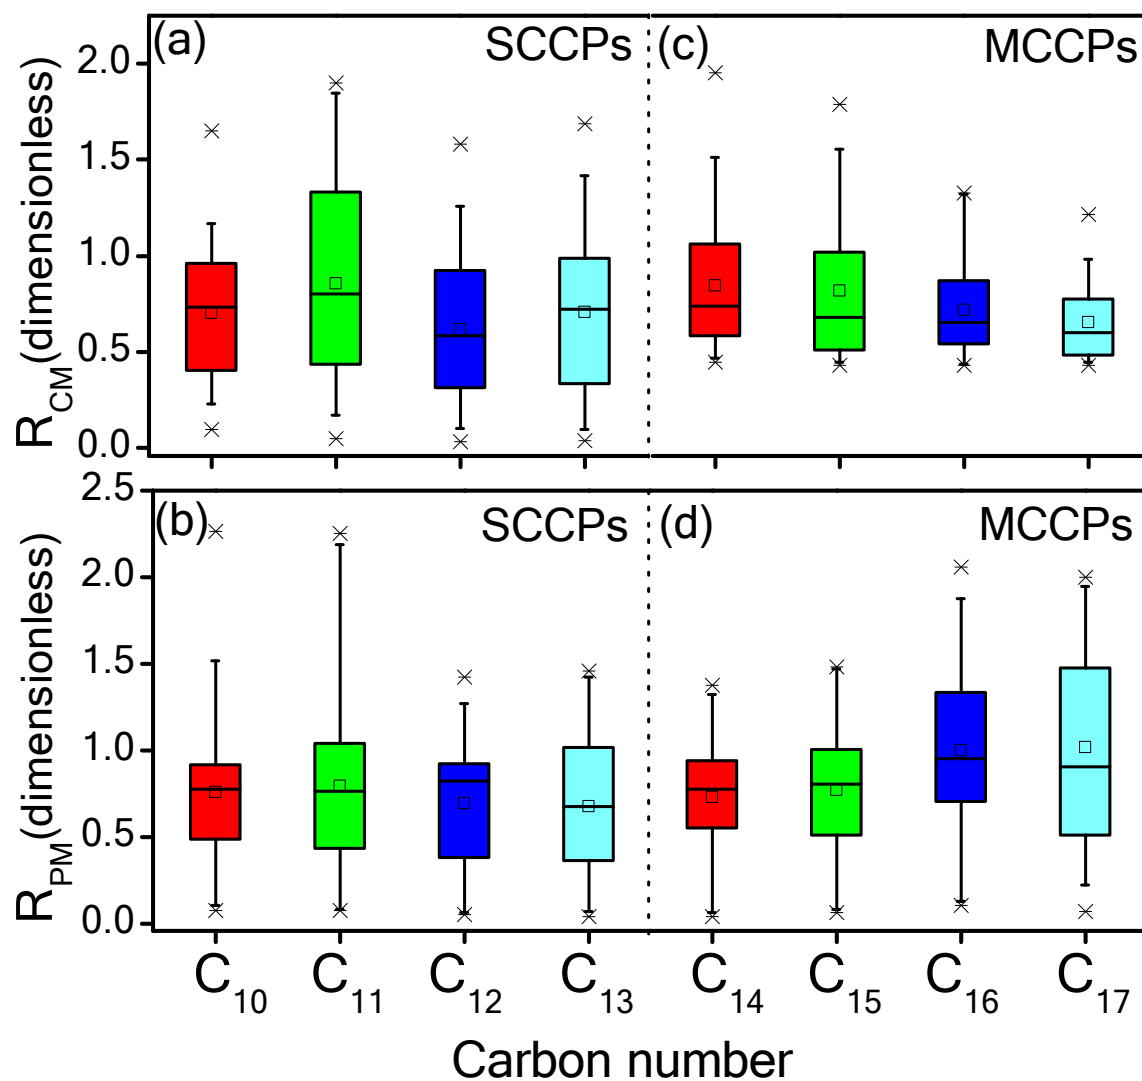 (a) SCCPs (c) MCCPs
R_CM(dimensionless)
2.0
1.5
1.0
0.5
0.0
(b) SCCPs (d) MCCPs
R_PM(dimensionless)
2.5
2.0
1.5
1.0
0.5
0.0
C10 C11 C12 C13 C14 C15 C16 C17
Carbon number